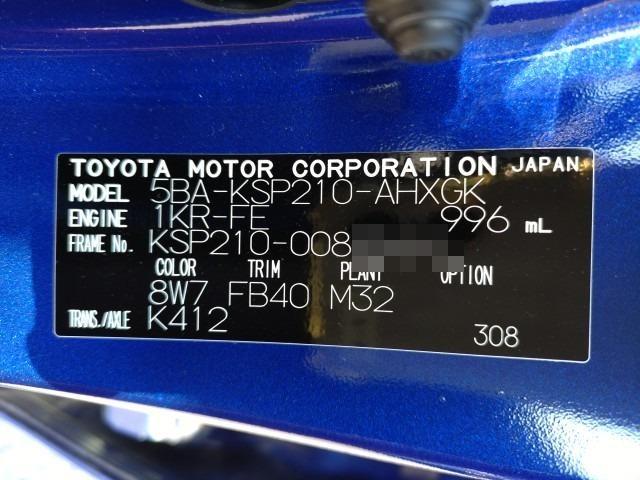 TOYOTA MOTOR CORPORATION JAPAN
MODEL 5BA-KSP210-AHXGK
ENGINE 1KR-FE 996 mL
FRAME No. KSP210-008
COLOR TRIM PLANT OPTION
8W7 FB40 M32
TRANS./AXLE K412
308